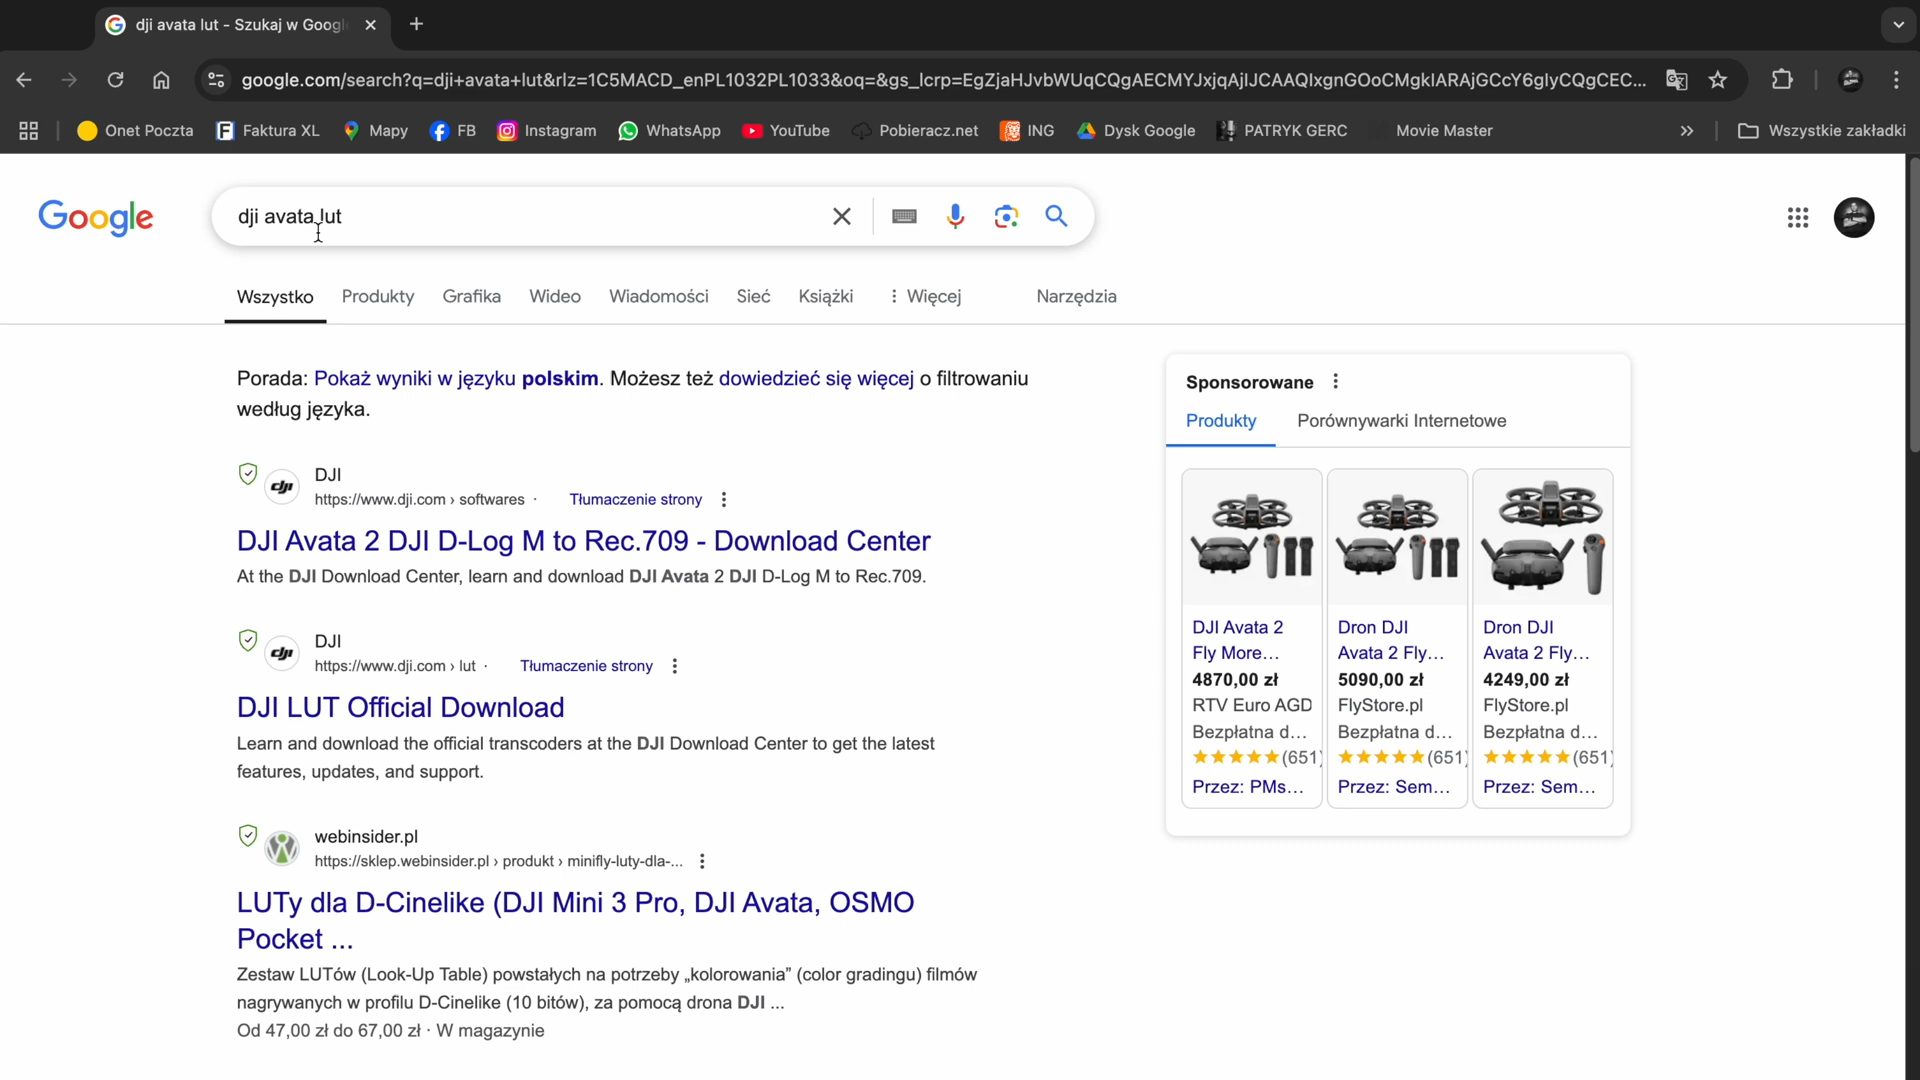 dji avata lut - Szukaj w Googl
google.com/search?q=dji+avata+lut&rlz=1C5MACD_enPL1032PL1033&oq=&gs_lcrp=EgZjaHJvbWUqCQgAECMYJxjqAjIJCAAQIxgnGOoCMgkIARAjGCcY6gIyCQgCEC...
Onet Poczta
Faktura XL
Mapy
FB
Instagram
WhatsApp
YouTube
Pobieracz.net
ING
Dysk Google
PATRYK GERC
Movie Master
Wszystkie zakładki
Google
dji avata lut
Wszystko
Produkty
Grafika
Wideo
Wiadomości
Sieć
Książki
Więcej
Narzędzia
Porada: Pokaż wyniki w języku polskim. Możesz też dowiedzieć się więcej o filtrowaniu
według języka.
dji
DJI
https://www.dji.com › softwares ·
Tłumaczenie strony
DJI Avata 2 DJI D-Log M to Rec.709 - Download Center
At the DJI Download Center, learn and download DJI Avata 2 DJI D-Log M to Rec.709.
dji
DJI
https://www.dji.com › lut ·
Tłumaczenie strony
DJI LUT Official Download
Learn and download the official transcoders at the DJI Download Center to get the latest
features, updates, and support.
webinsider.pl
https://sklep.webinsider.pl › produkt › minifly-luty-dla-...
LUTy dla D-Cinelike (DJI Mini 3 Pro, DJI Avata, OSMO
Pocket ...
Zestaw LUTów (Look-Up Table) powstałych na potrzeby „kolorowania” (color gradingu) filmów
nagrywanych w profilu D-Cinelike (10 bitów), za pomocą drona DJI ...
Od 47,00 zł do 67,00 zł · W magazynie
Sponsorowane
Produkty
Porównywarki Internetowe
DJI Avata 2
Fly More...
4870,00 zł
RTV Euro AGD
Bezpłatna d...
(651)
Przez: PMs...
Dron DJI
Avata 2 Fly...
5090,00 zł
FlyStore.pl
Bezpłatna d...
(651)
Przez: Sem...
Dron DJI
Avata 2 Fly...
4249,00 zł
FlyStore.pl
Bezpłatna d...
(651)
Przez: Sem...